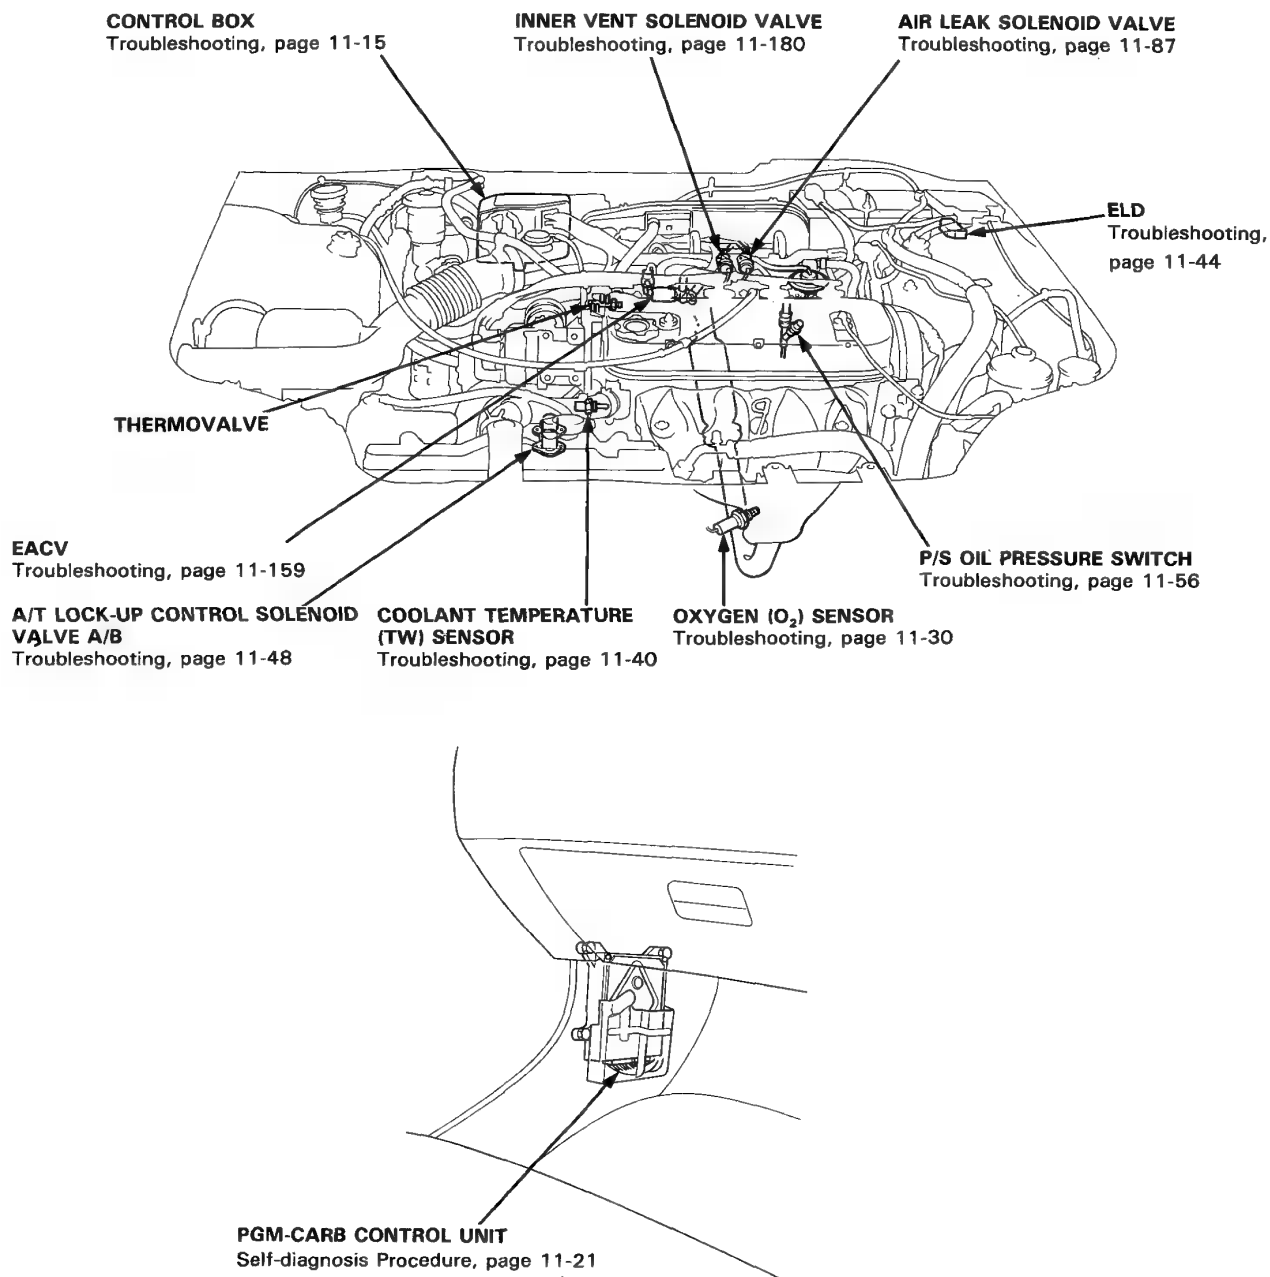 CONTROL BOX
Troubleshooting, page 11-15
INNER VENT SOLENOID VALVE
Troubleshooting, page 11-180
AIR LEAK SOLENOID VALVE
Troubleshooting, page 11-87
ELD
Troubleshooting,
page 11-44
THERMOVALVE
EACV
Troubleshooting, page 11-159
A/T LOCK-UP CONTROL SOLENOID
VALVE A/B
Troubleshooting, page 11-48
COOLANT TEMPERATURE
(TW) SENSOR
Troubleshooting, page 11-40
OXYGEN (O₂) SENSOR
Troubleshooting, page 11-30
P/S OIL PRESSURE SWITCH
Troubleshooting, page 11-56
PGM-CARB CONTROL UNIT
Self-diagnosis Procedure, page 11-21